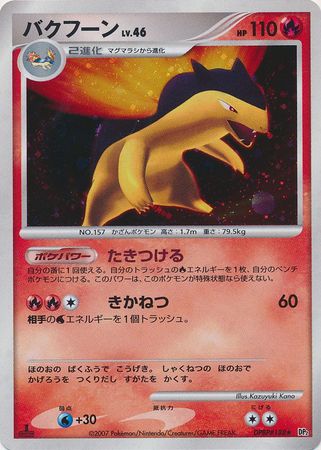 バクフーン LV.46 HP 110
2進化 マグマラシから進化
NO.157 かざんポケモン 高さ：1.7m 重さ：79.5kg
ポケパワー たきつける
自分の番に1回使える。自分のトラッシュのエネルギーを1枚、自分のベンチ
ポケモンにつける。このパワーは、このポケモンが特殊状態なら使えない。
きかねつ 60
相手のエネルギーを1個トラッシュ。
ほのおの ばくふうで こうげき。しゃくねつの ほのおで
かげろうを つくりだし すがたを かくす。
Illus. Kazuyuki Kano
弱点 抵抗力 にげる
+30
©2007 Pokémon/Nintendo/Creatures/GAME FREAK.